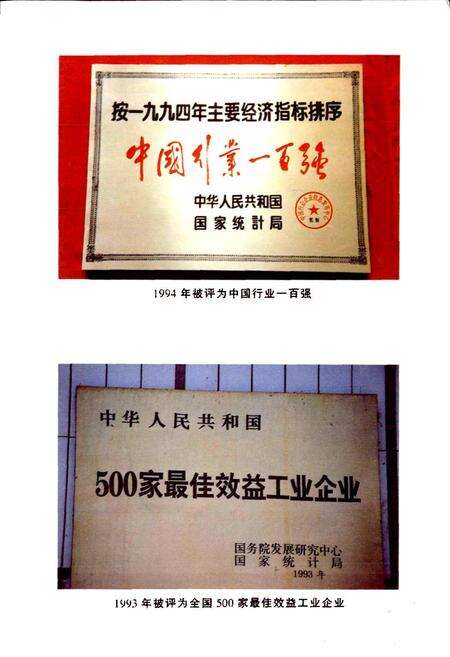 按一九九四年主要经济指标排序
中國行業一百强
中华人民共和国
国家统計局
1994 年被评为中国行业一百强
中华人民共和国
500家最佳效益工业企业
国务院发展研究中心
国家统计局
1993 年
1993 年被评为全国 500 家最佳效益工业企业